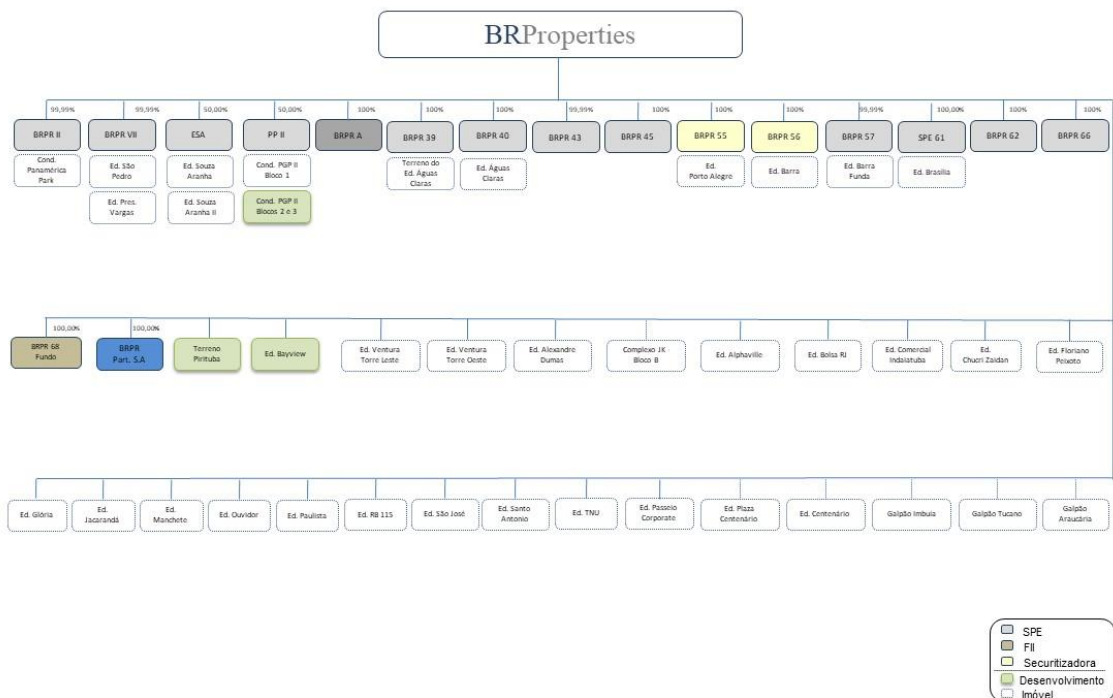 BRProperties
99,99%
99,99%
50,00%
50,00%
100%
100%
100%
99,99%
100%
100%
100%
99,99%
100,00%
100%
100%
BRPR II
BRPR VII
ESA
PP II
BRPR A
BRPR 39
BRPR 40
BRPR 43
BRPR 45
BRPR 55
BRPR 56
BRPR 57
SPE 61
BRPR 62
BRPR 66
Cond.
Panamérica
Park
Ed. São
Pedro
Ed. Souza
Aranha
Cond. PGP II
Bloco 1
Terreno do
Ed. Águas
Claras
Ed. Águas
Claras
Ed.
Porto Alegre
Ed. Barra
Ed. Barra
Funda
Ed. Brasília
Ed. Pres.
Vargas
Ed. Souza
Aranha II
Cond. PGP II
Blocos 2 e 3
100,00%
100,00%
BRPR 68
Fundo
BRPR
Part. S.A
Terreno
Pirituba
Ed. Bayview
Ed. Ventura
Torre Leste
Ed. Ventura
Torre Oeste
Ed. Alexandre
Dumas
Complexo JK -
Bloco B
Ed. Alphaville
Ed. Bolsa RJ
Ed. Comercial
Indaiatuba
Ed.
Chucri Zaidan
Ed. Floriano
Peixoto
Ed. Glória
Ed.
Jacarandá
Ed.
Manchete
Ed. Ouvidor
Ed. Paulista
Ed. RB 115
Ed. São José
Ed. Santo
Antonio
Ed. TNU
Ed. Passeio
Corporate
Ed. Plaza
Centenário
Ed. Centenário
Galpão Imbuia
Galpão Tucano
Galpão
Araucária
SPE
FII
Securitizadora
Desenvolvimento
Imóvel